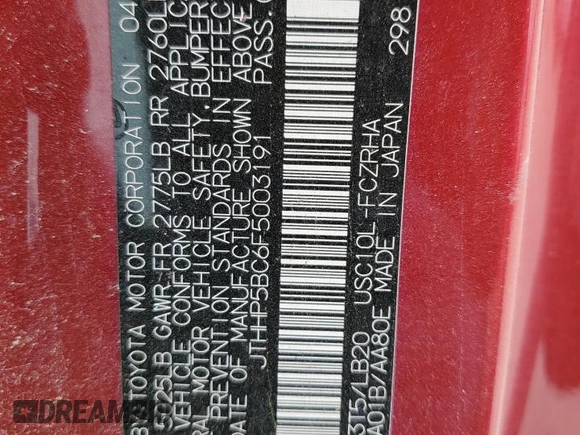 TOYOTA MOTOR CORPORATION 04
5225LB GAWR-FR 2775LB RR 2760L
VEHICLE CONFORMS TO ALL APPLIC
MOTOR VEHICLE SAFETY, BUMPER
PREVENTION STANDARDS IN EFFEC
DATE OF MANUFACTURE SHOWN ABOVE
JTHHP5BC6F5003191 PASS.
315/LB20 USC10L-FCZRHA
A01B/AA80E MADE IN JAPAN 298
DREAM